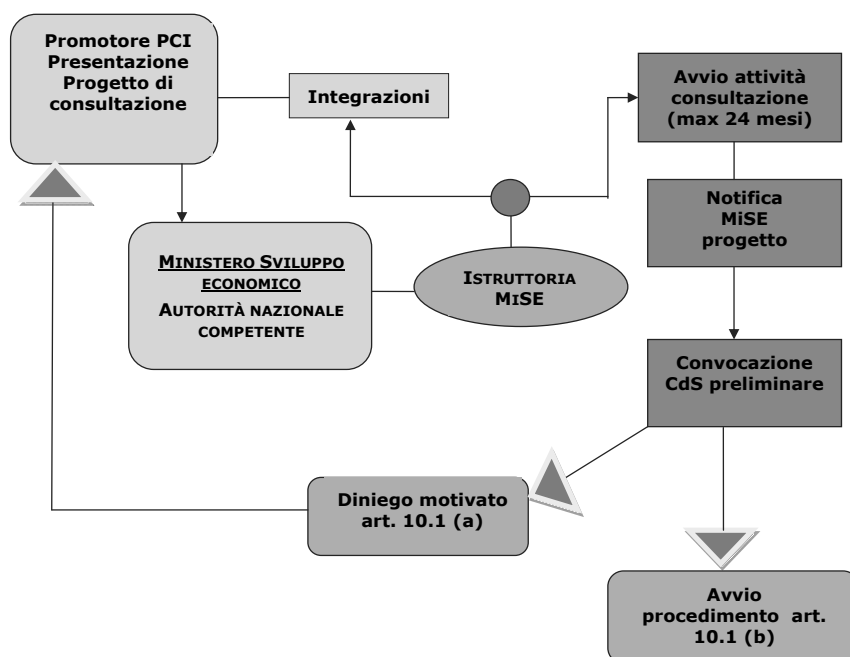 Promotore PCI
Presentazione
Progetto di
consultazione
Integrazioni
Avvio attività
consultazione
(max 24 mesi)
Notifica
MiSE
progetto
MINISTERO SVILUPPO
ECONOMICO
AUTORITÀ NAZIONALE
COMPETENTE
ISTRUTTORIA
MISE
Convocazione
CdS preliminare
Diniego motivato
art. 10.1 (a)
Avvio
procedimento art.
10.1 (b)